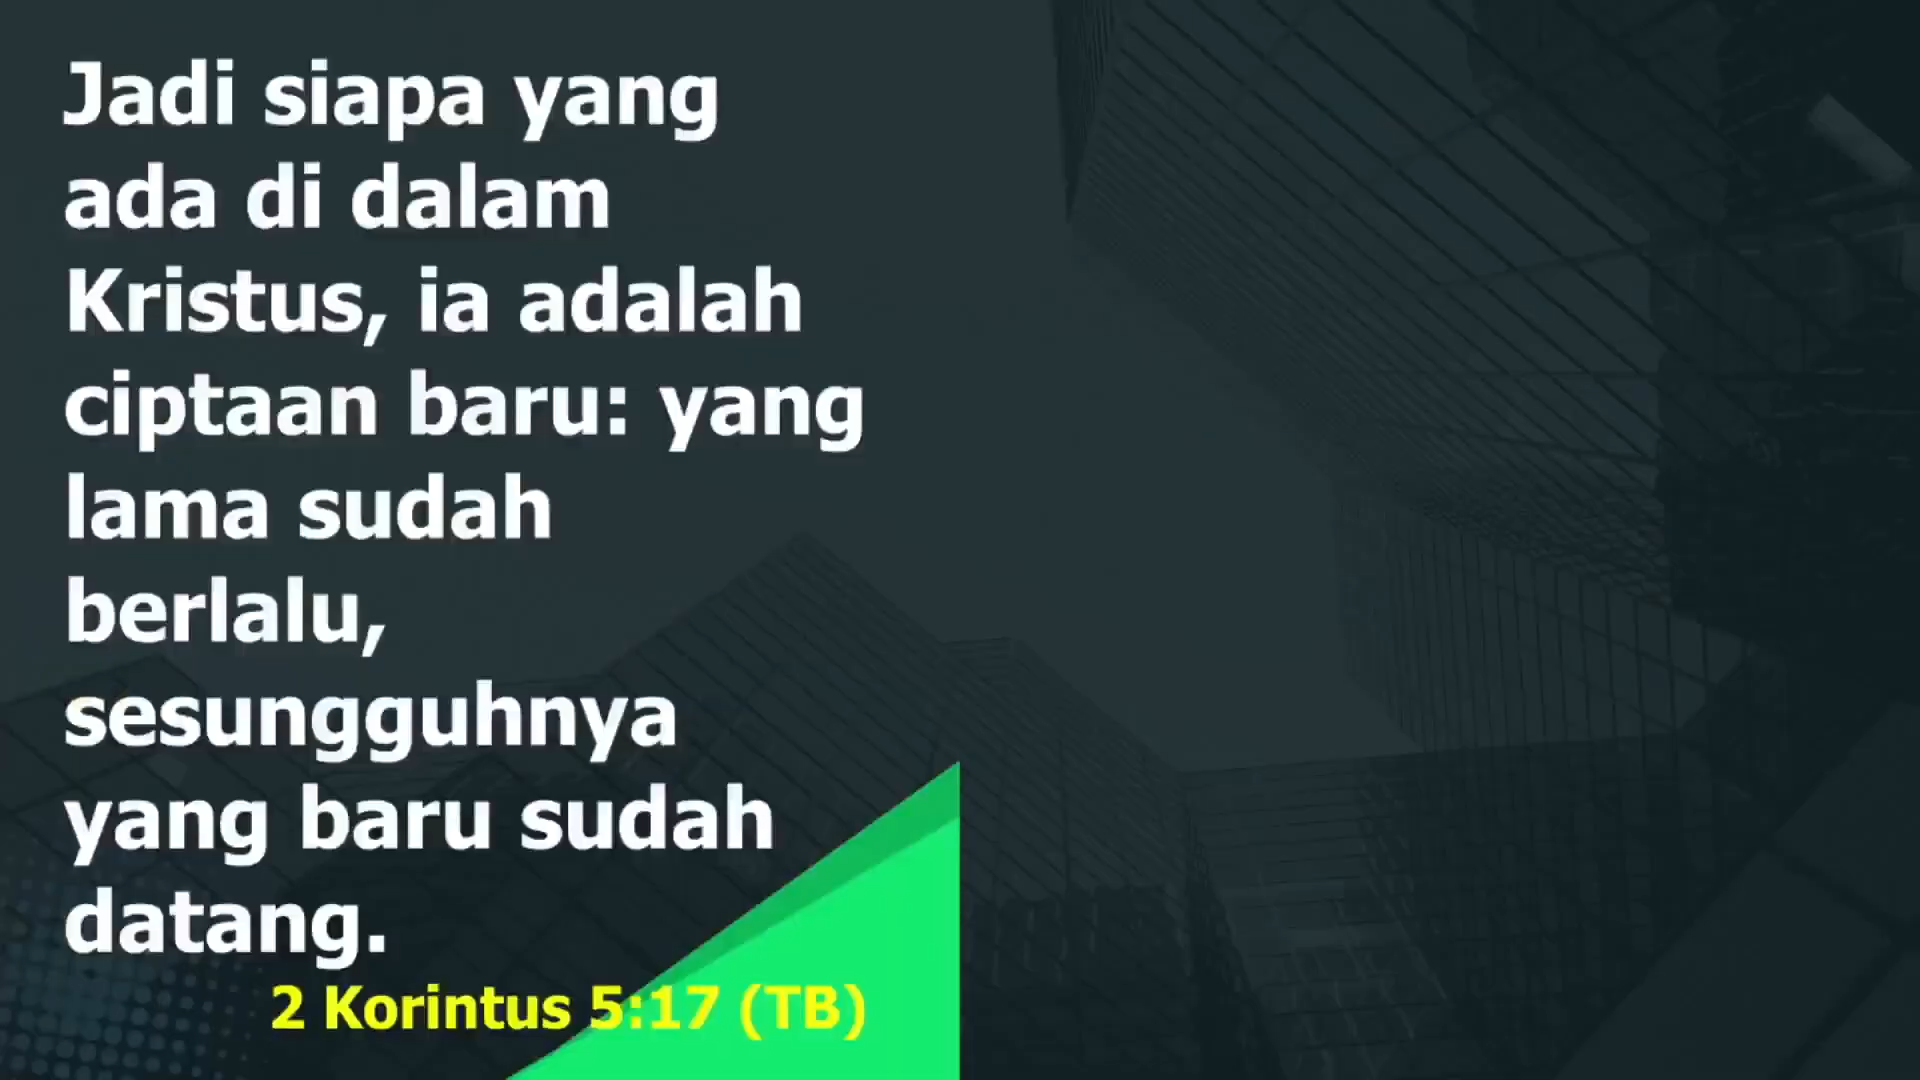 Jadi siapa yang
ada di dalam
Kristus, ia adalah
ciptaan baru: yang
lama sudah
berlalu,
sesungguhnya
yang baru sudah
datang.
2 Korintus 5:17 (TB)